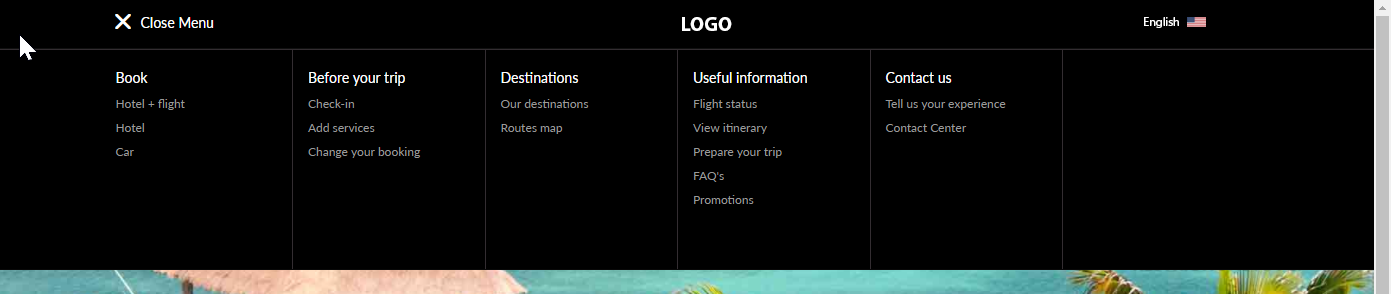 Close Menu
LOGO
English
Book
Hotel + flight
Hotel
Car
Before your trip
Check-in
Add services
Change your booking
Destinations
Our destinations
Routes map
Useful information
Flight status
View itinerary
Prepare your trip
FAQ's
Promotions
Contact us
Tell us your experience
Contact Center